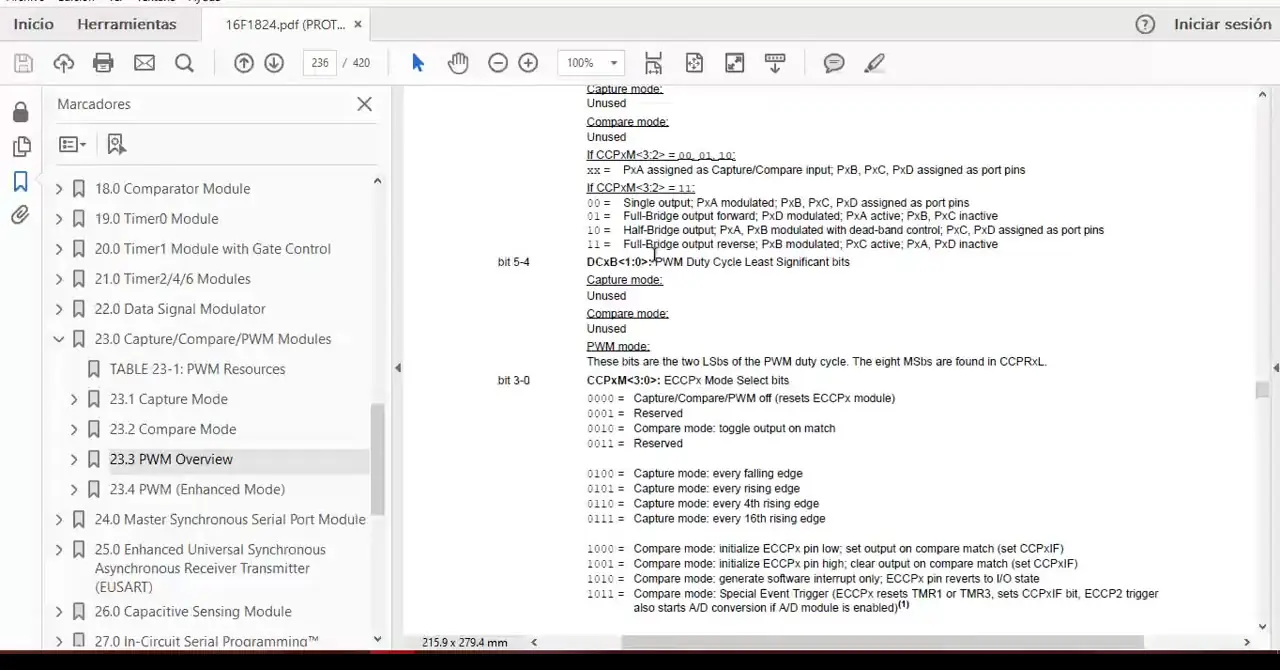 Inicio Herramientas 16F1824.pdf (PROT... × Iniciar sesión
236 / 420 100%
Marcadores
18.0 Comparator Module
19.0 Timer0 Module
20.0 Timer1 Module with Gate Control
21.0 Timer2/4/6 Modules
22.0 Data Signal Modulator
23.0 Capture/Compare/PWM Modules
TABLE 23-1: PWM Resources
23.1 Capture Mode
23.2 Compare Mode
23.3 PWM Overview
23.4 PWM (Enhanced Mode)
24.0 Master Synchronous Serial Port Module
25.0 Enhanced Universal Synchronous
Asynchronous Receiver Transmitter
(EUSART)
26.0 Capacitive Sensing Module
27.0 In-Circuit Serial Programming™
Capture mode:
Unused
Compare mode:
Unused
If CCPxM<3:2> = 00, 01, 10:
xx = PxA assigned as Capture/Compare input; PxB, PxC, PxD assigned as port pins
If CCPxM<3:2> = 11:
00 = Single output; PxA modulated; PxB, PxC, PxD assigned as port pins
01 = Full-Bridge output forward; PxD modulated; PxA active; PxB, PxC inactive
10 = Half-Bridge output; PxA, PxB modulated with dead-band control; PxC, PxD assigned as port pins
11 = Full-Bridge output reverse; PxB modulated; PxC active; PxA, PxD inactive
bit 5-4 DCxB<1:0>: PWM Duty Cycle Least Significant bits
Capture mode:
Unused
Compare mode:
Unused
PWM mode:
These bits are the two LSbs of the PWM duty cycle. The eight MSbs are found in CCPRxL.
bit 3-0 CCPxM<3:0>: ECCPx Mode Select bits
0000 = Capture/Compare/PWM off (resets ECCPx module)
0001 = Reserved
0010 = Compare mode: toggle output on match
0011 = Reserved
0100 = Capture mode: every falling edge
0101 = Capture mode: every rising edge
0110 = Capture mode: every 4th rising edge
0111 = Capture mode: every 16th rising edge
1000 = Compare mode: initialize ECCPx pin low; set output on compare match (set CCPxIF)
1001 = Compare mode: initialize ECCPx pin high; clear output on compare match (set CCPxIF)
1010 = Compare mode: generate software interrupt only; ECCPx pin reverts to I/O state
1011 = Compare mode: Special Event Trigger (ECCPx resets TMR1 or TMR3, sets CCPxIF bit, ECCP2 trigger
also starts A/D conversion if A/D module is enabled)(1)
215.9 x 279.4 mm